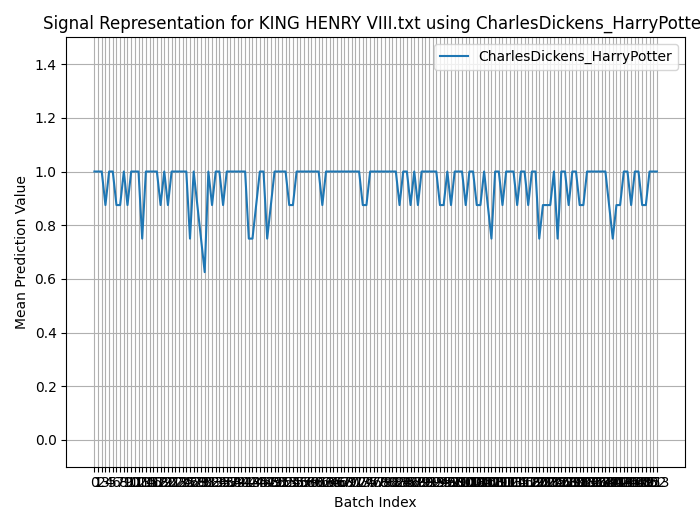 Signal Representation for KING HENRY VIII.txt using CharlesDickens_HarryPotte
CharlesDickens_HarryPotter
1.4
1.2
1.0
0.8
0.6
0.4
0.2
0.0
Mean Prediction Value
Batch Index